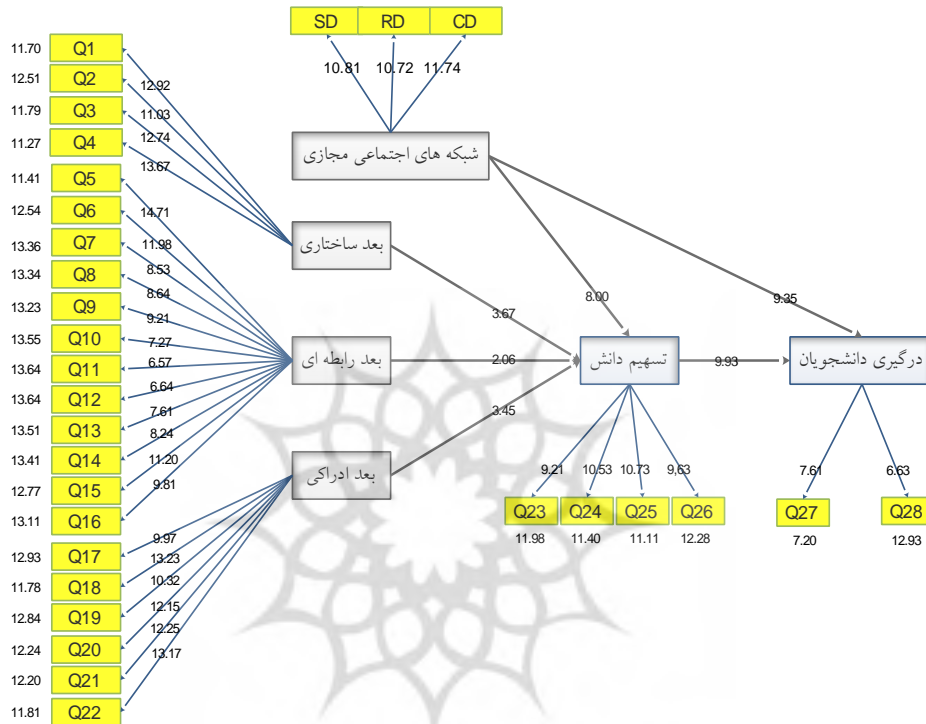 SD RD CD
10.81 10.72 11.74
شبکه های اجتماعی مجازی
11.70 Q1 12.92
12.51 Q2 11.03
11.79 Q3 12.74
11.27 Q4 13.67
بعد ساختاری
11.41 Q5 14.71
12.54 Q6 11.98
13.36 Q7 8.53
13.34 Q8 8.64
13.23 Q9 9.21
13.55 Q10 7.27
13.64 Q11 6.57
13.64 Q12 6.64
13.51 Q13 7.61
13.41 Q14 8.24
12.77 Q15 11.20
13.11 Q16 9.81
بعد رابطه ای
12.93 Q17 9.97
11.78 Q18 13.23
12.84 Q19 10.32
12.24 Q20 12.15
12.20 Q21 12.25
11.81 Q22 13.17
بعد ادراکی
3.67
2.06
3.45
8.00
9.35
تسهیم دانش
9.93
درگیری دانشجویان
9.21 10.53 10.73 9,63
Q23 Q24 Q25 Q26
11.98 11.40 11.11 12.28
7.61 6.63
Q27 Q28
7.20 12.93